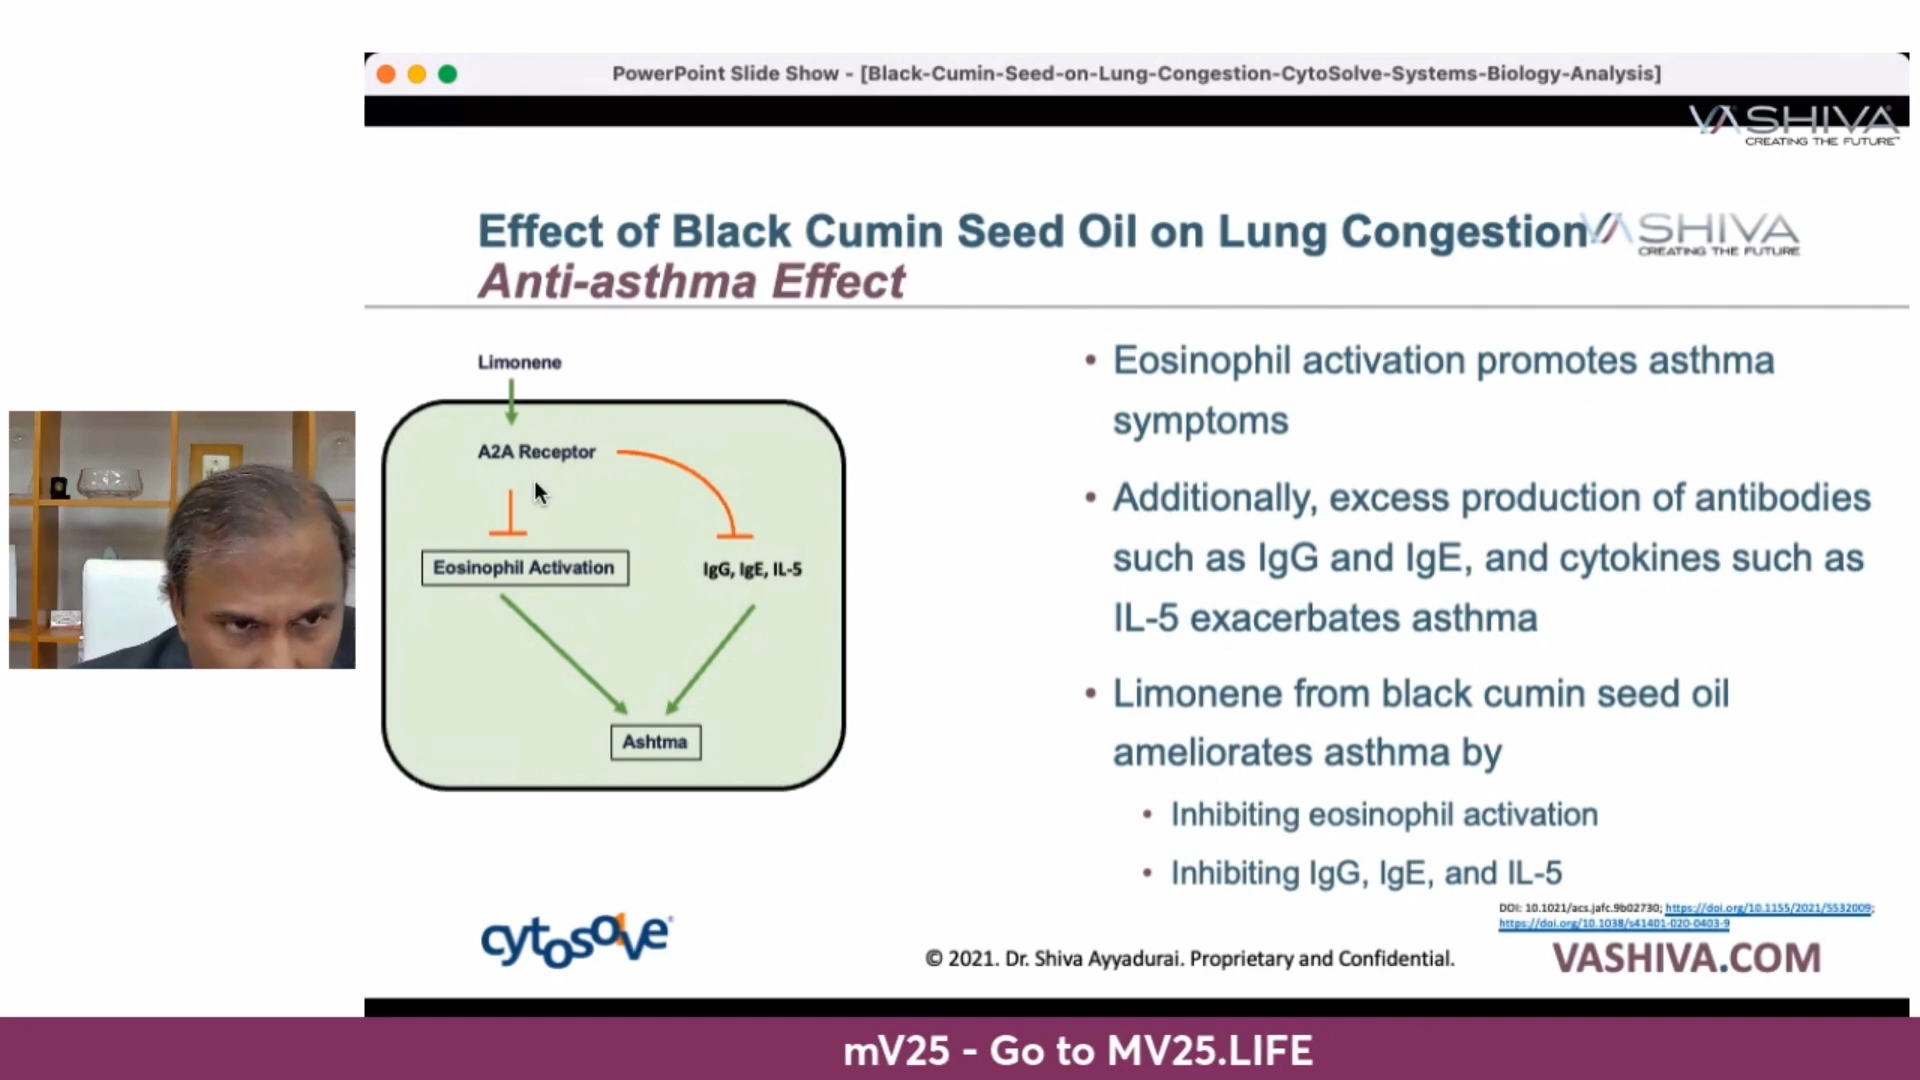 PowerPoint Slide Show - [Black-Cumin-Seed-on-Lung-Congestion-CytoSolve-Systems-Biology-Analysis]
VASHIVA
CREATING THE FUTURE™
Effect of Black Cumin Seed Oil on Lung Congestion
VASHIVA
CREATING THE FUTURE
Anti-asthma Effect
Limonene
A2A Receptor
Eosinophil Activation
IgG, IgE, IL-5
Ashtma
• Eosinophil activation promotes asthma
symptoms
• Additionally, excess production of antibodies
such as IgG and IgE, and cytokines such as
IL-5 exacerbates asthma
• Limonene from black cumin seed oil
ameliorates asthma by
• Inhibiting eosinophil activation
• Inhibiting IgG, IgE, and IL-5
DOI: 10.1021/acs.jafc.9b02730; https://doi.org/10.1155/2021/5532009;
https://doi.org/10.1038/s41401-020-0403-9
cytosolve®
© 2021. Dr. Shiva Ayyadurai. Proprietary and Confidential.
VASHIVA.COM
mV25 - Go to MV25.LIFE